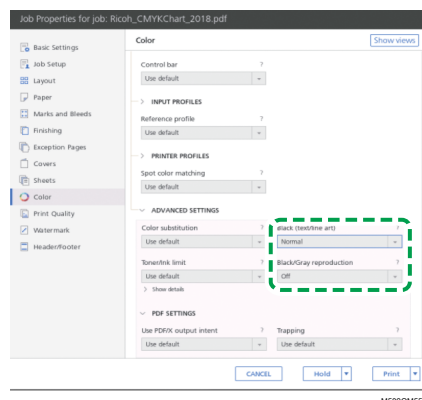 Job Properties for job: Ricoh_CMYKChart_2018.pdf
Basic Settings
Job Setup
Layout
Paper
Marks and Bleeds
Finishing
Exception Pages
Covers
Sheets
Color
Print Quality
Watermark
Header/Footer
Color
Show views
Control bar ?
Use default
INPUT PROFILES
Reference profile ?
Use default
PRINTER PROFILES
Spot color matching ?
Use default
ADVANCED SETTINGS
Color substitution ? Black (text/line art) ?
Use default Normal
Toner/Ink limit ? Black/Gray reproduction ?
Use default Off
Show details
PDF SETTINGS
Use PDF/X output intent ? Trapping ?
Use default Use default
CANCEL Hold Print